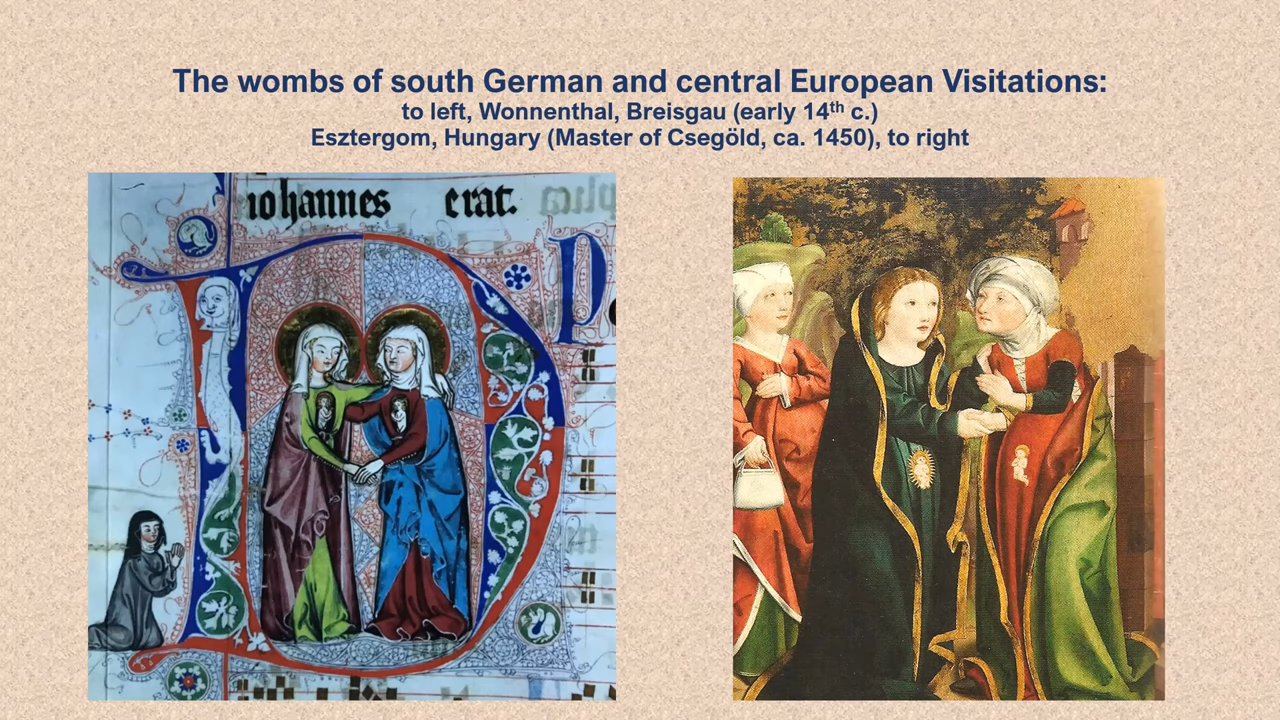 The wombs of south German and central European Visitations:
to left, Wonnenthal, Breisgau (early 14th c.)
Esztergom, Hungary (Master of Csegöld, ca. 1450), to right
iohannes erat.